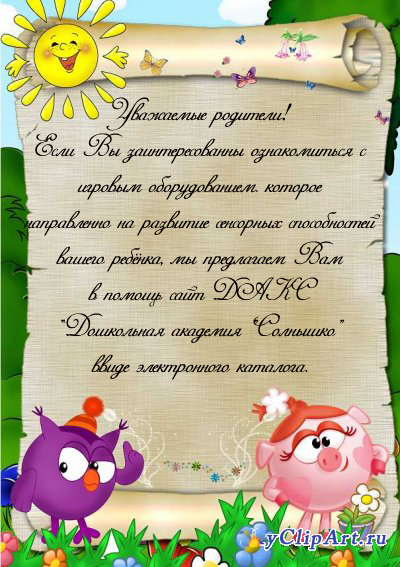 Уважаемые родители!
Если Вы заинтересованны ознакомиться с
игровым оборудованием. которое
направленно на развитие сенсорных способностей
вашего ребёнка, мы предлагаем Вам
в помощь сайт ДАКС
"Дошкольная академия "Солнышко"
ввиде электронного каталога.
yClipArt.ru